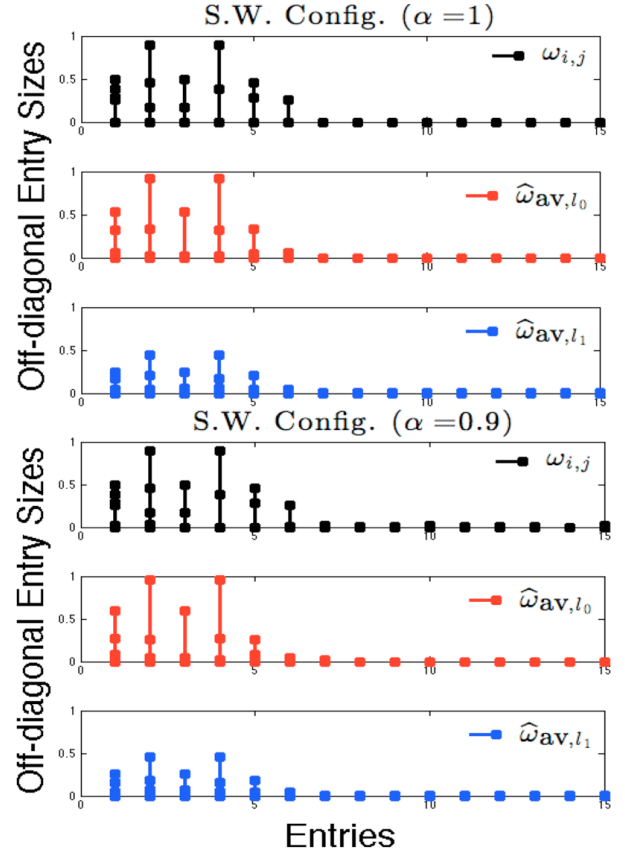 S.W. Config. (α =1)
Off-diagonal Entry Sizes
1
0.5
0
ω_{i,j}
0 5 10 15
1
0.5
0
ω̂_{av,l_0}
0 5 10 15
1
0.5
0
ω̂_{av,l_1}
0 5 10 15
S.W. Config. (α =0.9)
Off-diagonal Entry Sizes
1
0.5
0
ω_{i,j}
0 5 10 15
1
0.5
0
ω̂_{av,l_0}
0 5 10 15
1
0.5
0
ω̂_{av,l_1}
0 5 10 15
Entries